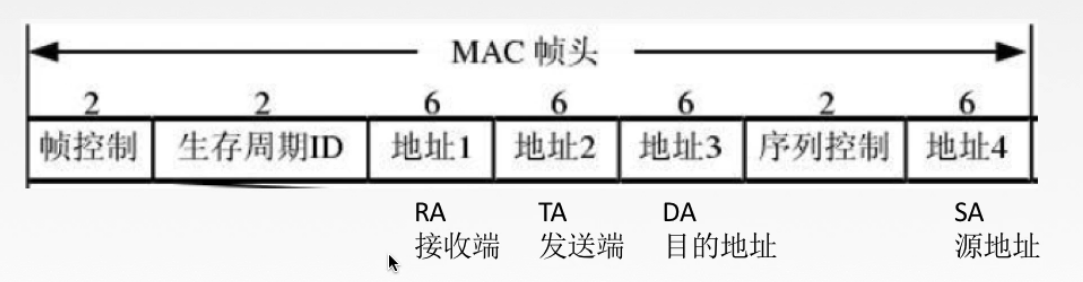 MAC 帧头
2 2 6 6 6 2 6
帧控制 生存周期ID 地址1 地址2 地址3 序列控制 地址4
RA TA DA SA
接收端 发送端 目的地址 源地址